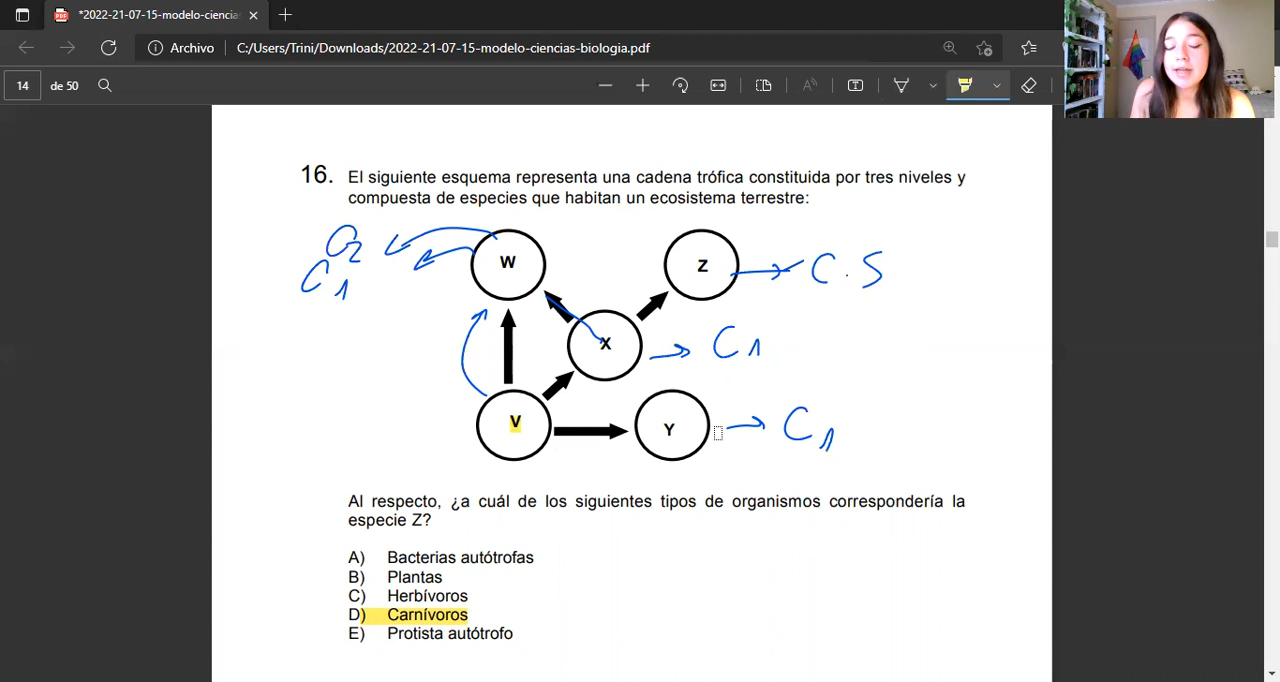 *2022-21-07-15-modelo-ciencias
Archivo C:/Users/Trini/Downloads/2022-21-07-15-modelo-ciencias-biologia.pdf
14 de 50
16. El siguiente esquema representa una cadena trófica constituida por tres niveles y
compuesta de especies que habitan un ecosistema terrestre:
C2
C1
W
Z
C.S
X
C1
V
Y
C1
Al respecto, ¿a cuál de los siguientes tipos de organismos correspondería la
especie Z?
A) Bacterias autótrofas
B) Plantas
C) Herbívoros
D) Carnívoros
E) Protista autótrofo